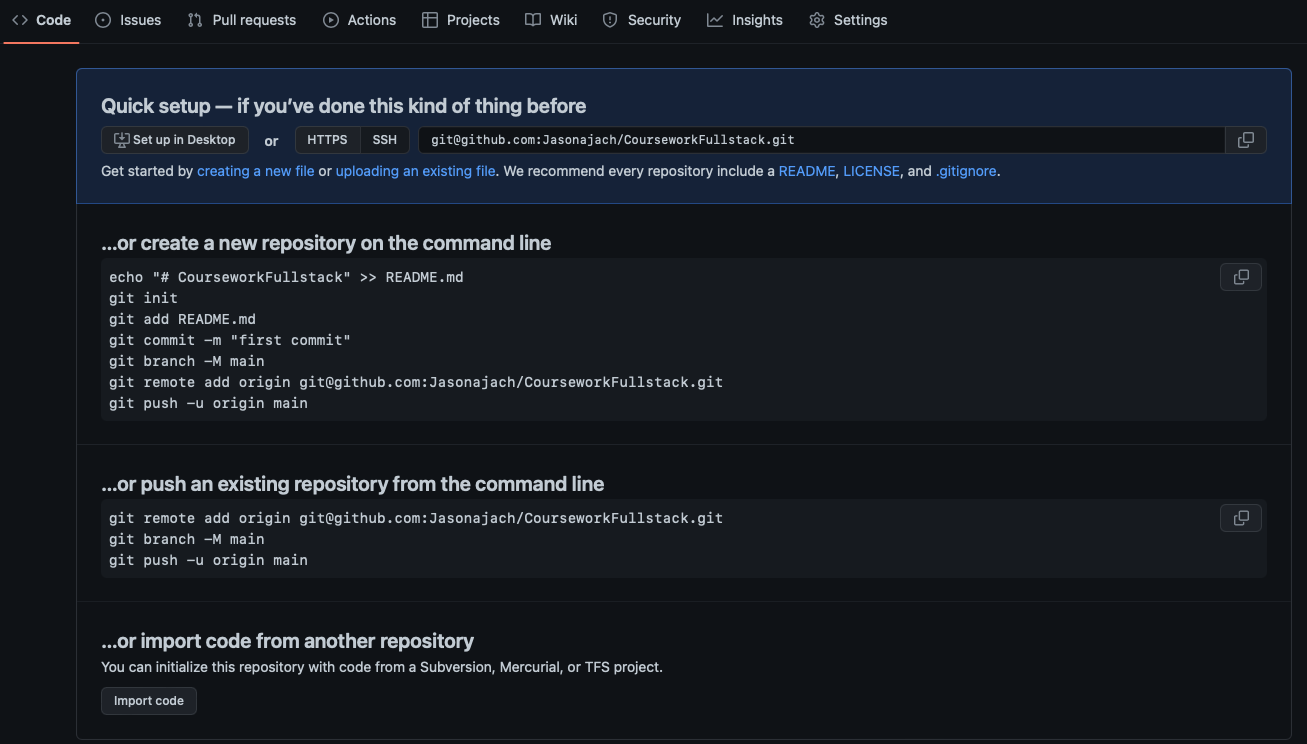 Code Issues Pull requests Actions Projects Wiki Security Insights Settings
Quick setup — if you've done this kind of thing before
Set up in Desktop or HTTPS SSH git@github.com:Jasonajach/CourseworkFullstack.git
Get started by creating a new file or uploading an existing file. We recommend every repository include a README, LICENSE, and .gitignore.
...or create a new repository on the command line
echo "# CourseworkFullstack" >> README.md
git init
git add README.md
git commit -m "first commit"
git branch -M main
git remote add origin git@github.com:Jasonajach/CourseworkFullstack.git
git push -u origin main
...or push an existing repository from the command line
git remote add origin git@github.com:Jasonajach/CourseworkFullstack.git
git branch -M main
git push -u origin main
...or import code from another repository
You can initialize this repository with code from a Subversion, Mercurial, or TFS project.
Import code